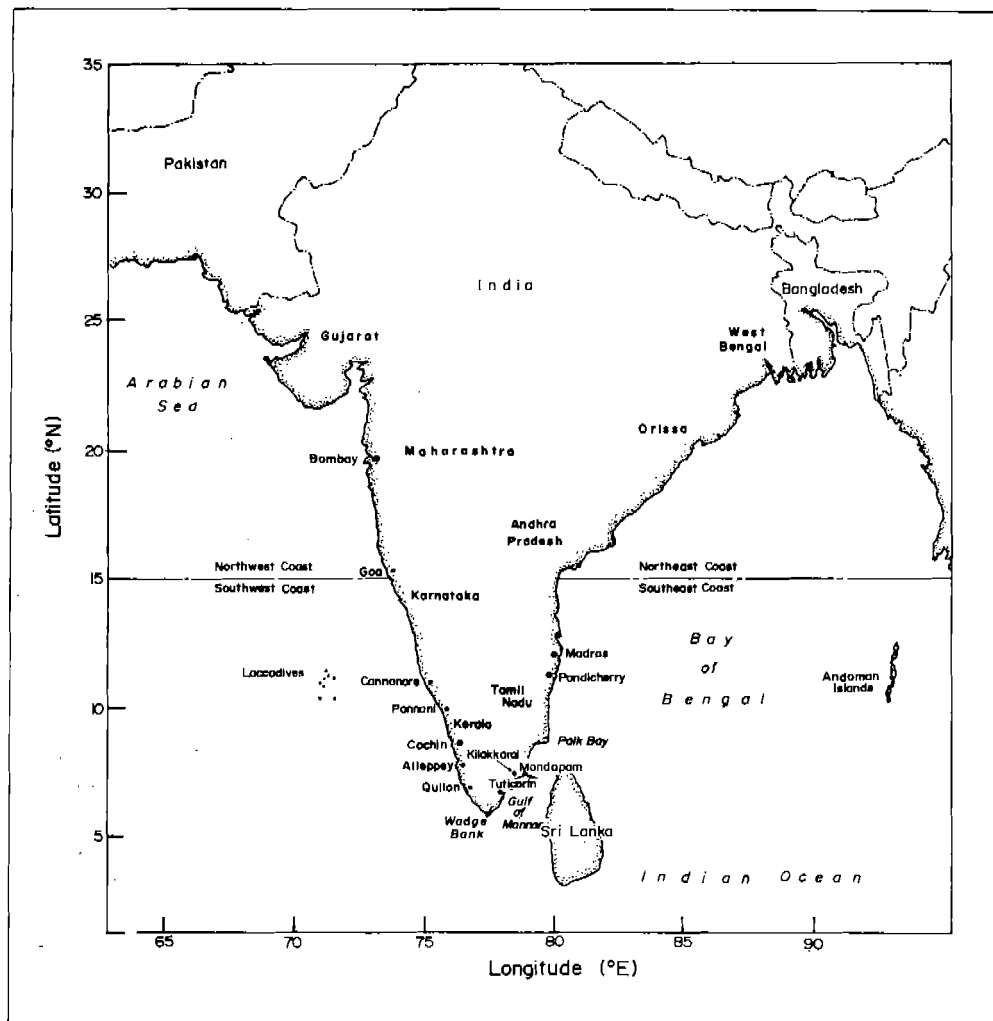 35
Pakistan
30
India
Bangladesh
25
Gujarat
West
Bengal
Arabian
Sea
Orissa
20
Bombay
Maharashtra
Andhra
Pradesh
Latitude (°N)
Northwest Coast
Northeast Coast
15
Goa
Southwest Coast
Southeast Coast
Karnataka
Bay
of
Bengal
Madras
Laccadives
Cannanore
Pondicherry
Andaman
Islands
Tamil
Nadu
10
Ponnani
Kerala
Cochin
Palk Bay
Kilakkarai
Alleppey
Mandapam
Quilon
Tuticorin
Gulf
of
Mannar
Wadge
Bank
Sri Lanka
5
Indian Ocean
65
70
75
80
85
90
Longitude (°E)